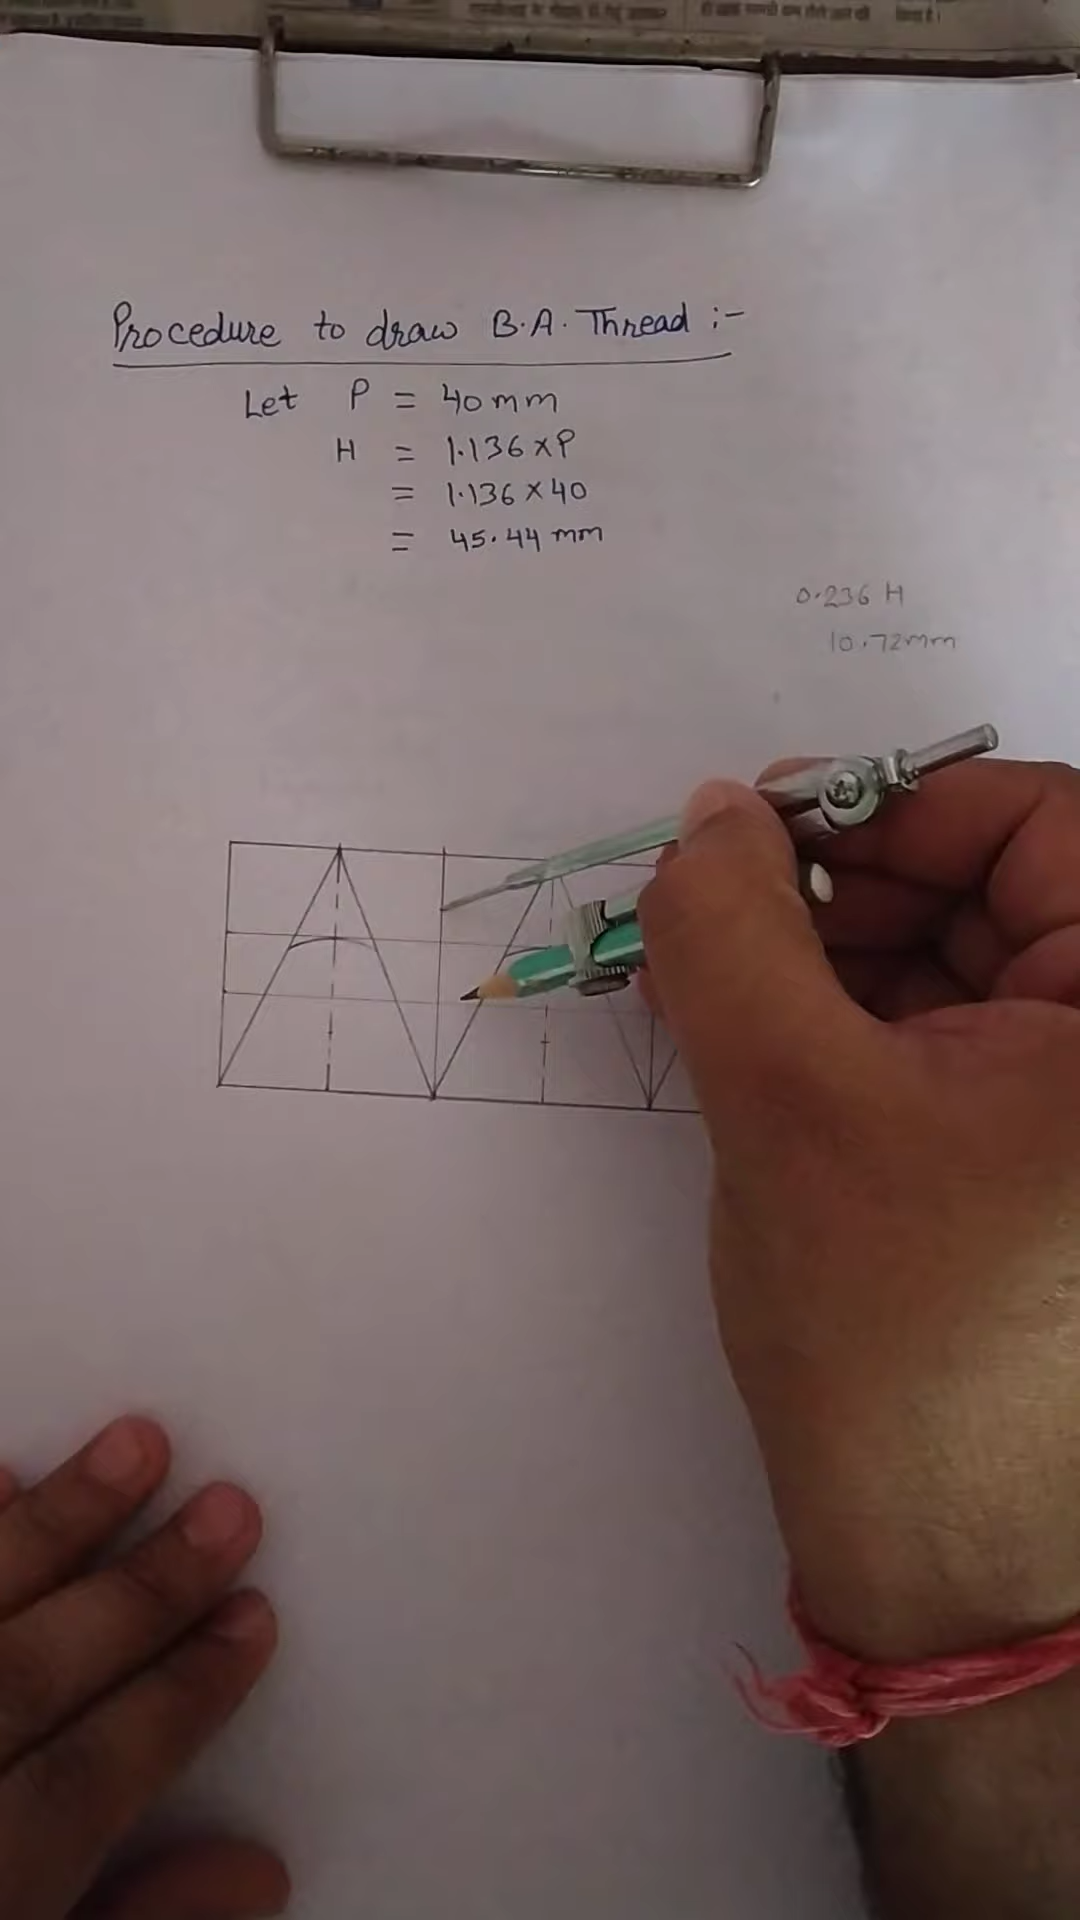 Procedure to draw B.A. Thread :-
Let P = 40 mm
H = 1.136 x P
= 1.136 x 40
= 45.44 mm
0.236 H
10.72mm